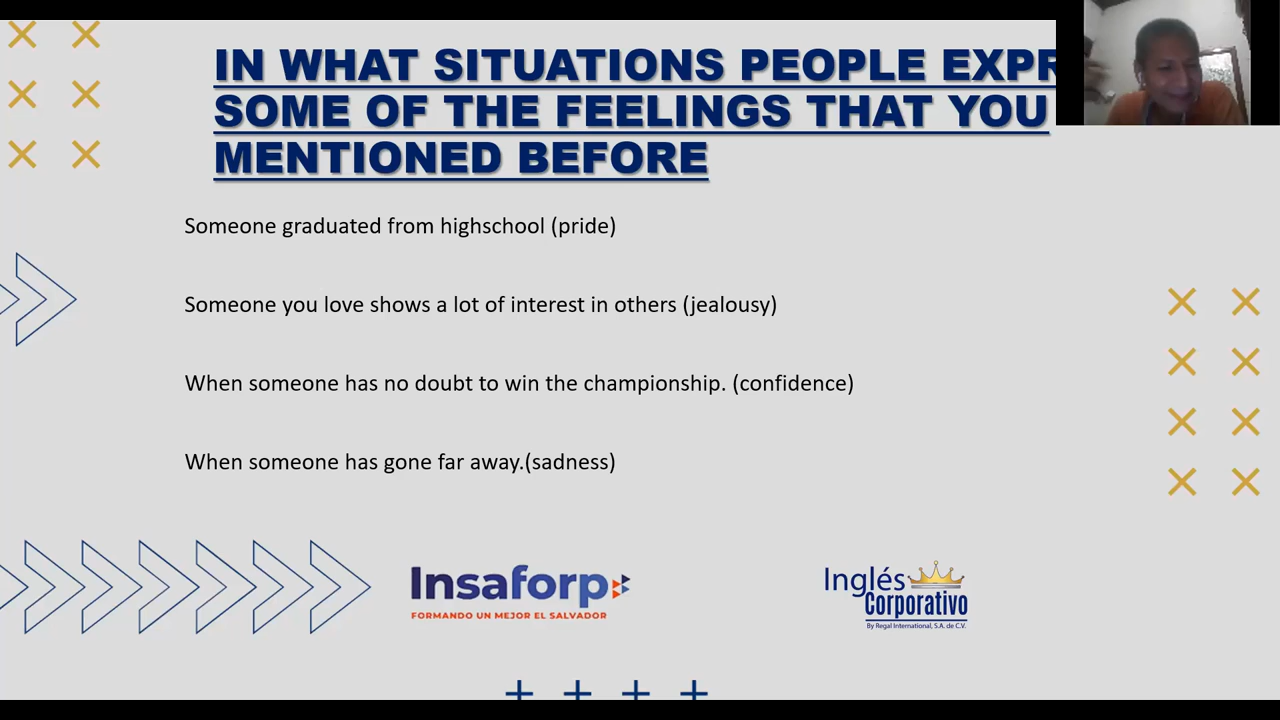 IN WHAT SITUATIONS PEOPLE
SOME OF THE FEELINGS THAT YOU
MENTIONED BEFORE
Someone graduated from highschool (pride)
Someone you love shows a lot of interest in others (jealousy)
When someone has no doubt to win the championship. (confidence)
When someone has gone far away.(sadness)
Insaforp
FORMANDO UN MEJOR EL SALVADOR
Inglés
Corporativo
By Regal International, S.A. de C.V.